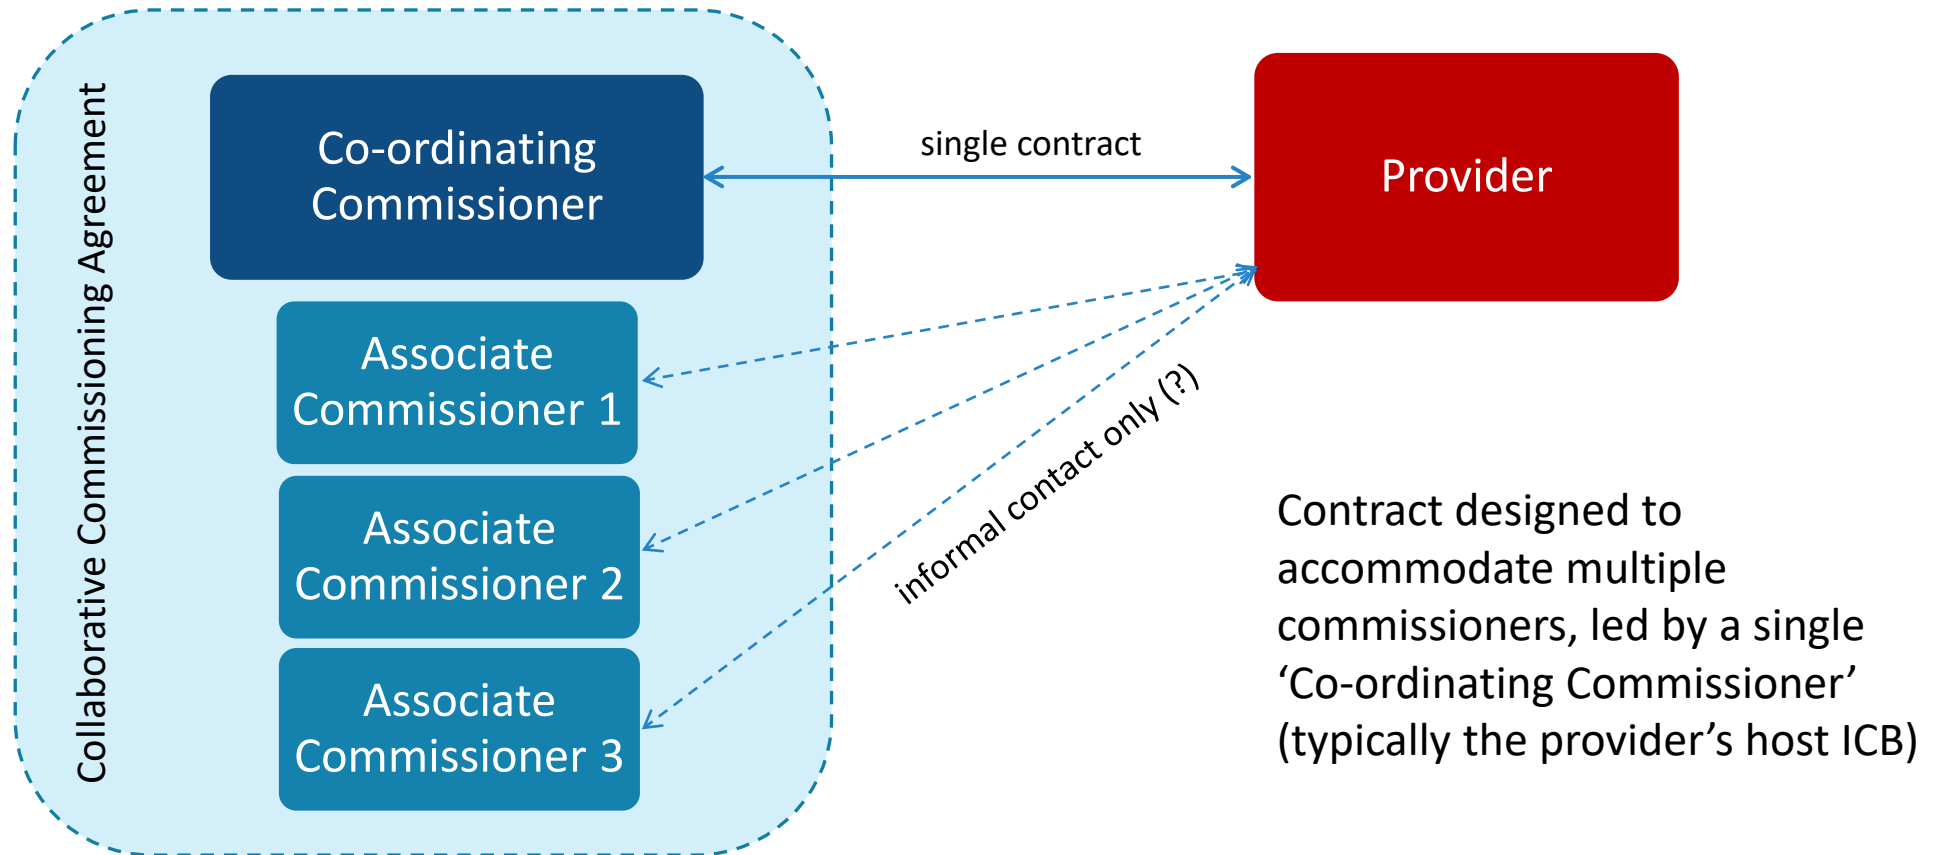 Collaborative Commissioning Agreement
Co-ordinating
Commissioner
single contract
Provider
Associate
Commissioner 1
Associate
Commissioner 2
Associate
Commissioner 3
informal contact only (?)
Contract designed to
accommodate multiple
commissioners, led by a single
‘Co-ordinating Commissioner’
(typically the provider’s host ICB)